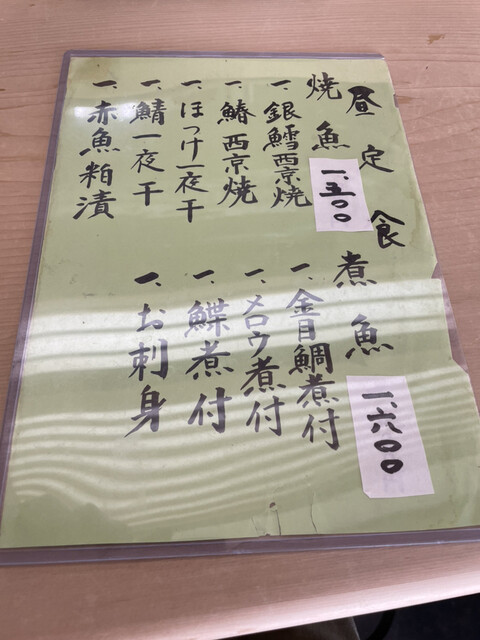 昼定食
焼魚
一、五〇〇
一、銀鱈西京焼
一、鰆西京焼
一、ほっけ一夜干
一、鯖一夜干
一、赤魚粕漬
煮魚
一、六〇〇
一、金目鯛煮付
一、メロウ煮付
一、鰈煮付
一、お刺身